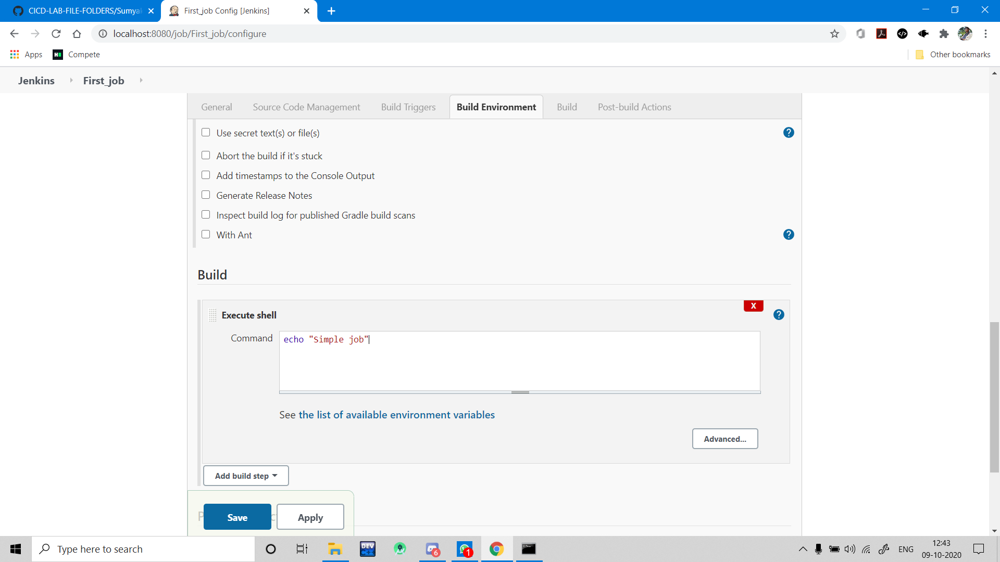 CICD-LAB-FILE-FOLDERS/Sumya
First_job Config [Jenkins]
localhost:8080/job/First_job/configure
Apps
Compete
Other bookmarks
Jenkins
First_job
General
Source Code Management
Build Triggers
Build Environment
Build
Post-build Actions
Use secret text(s) or file(s)
Abort the build if it's stuck
Add timestamps to the Console Output
Generate Release Notes
Inspect build log for published Gradle build scans
With Ant
Build
X
Execute shell
Command
echo "Simple job"
See the list of available environment variables
Advanced...
Add build step
Save
Apply
Type here to search
DEV
C++
6
1
ENG
12:43
09-10-2020